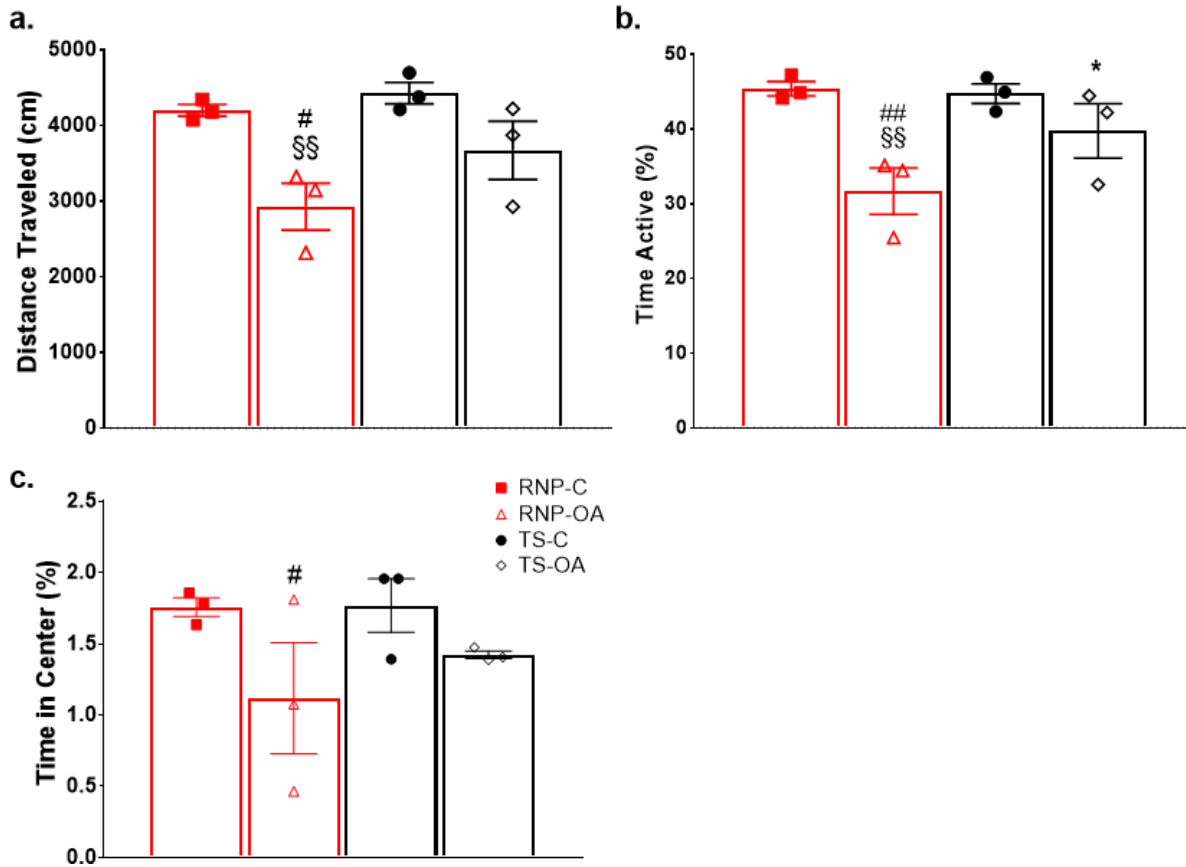 a.
Distance Traveled (cm)
5000
4000
3000
2000
1000
0
#
§§
b.
Time Active (%)
50
40
30
20
10
0
##
§§
*
c.
Time in Center (%)
2.5
2.0
1.5
1.0
0.5
0.0
#
RNP-C
RNP-OA
TS-C
TS-OA